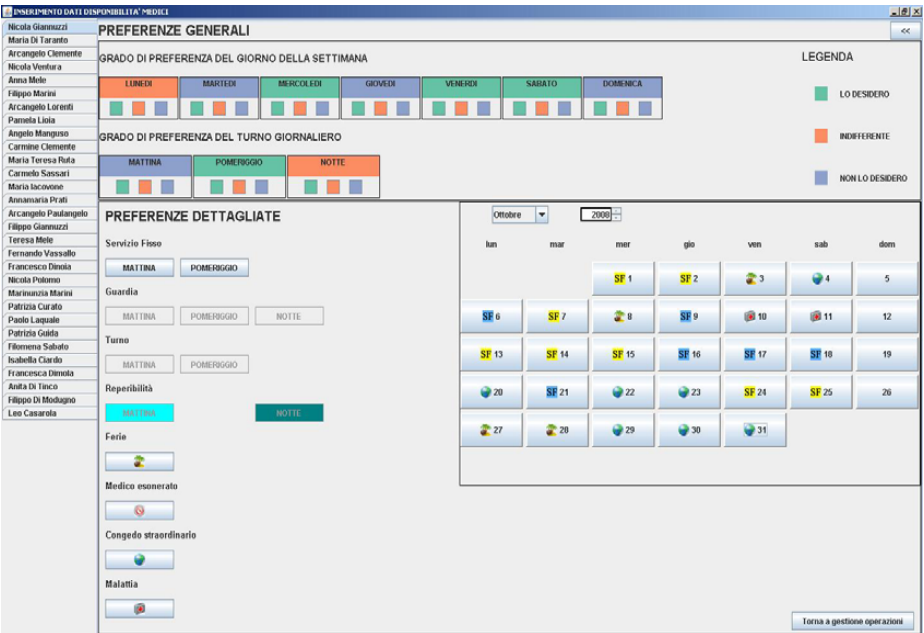 INSERIMENTO DATI DISPONIBILITA' MEDICI
Nicola Giannuzzi
Maria Di Taranto
Arcangelo Clemente
Nicola Ventura
Anna Mele
Filippo Marini
Arcangelo Lorenti
Pamela Lioia
Angelo Manguso
Carmine Clemente
Maria Teresa Ruta
Carmelo Sassari
Maria Iacovone
Annamaria Prati
Arcangelo Paulangelo
Filippo Giannuzzi
Teresa Mele
Fernando Vassallo
Francesco Dinoia
Nicola Polomo
Marinunzia Marini
Patrizia Curato
Paolo Laquale
Patrizia Guida
Filomena Sabato
Isabella Ciardo
Francesca Dimola
Anita Di Tinco
Filippo Di Modugno
Leo Casarola
PREFERENZE GENERALI
<<
GRADO DI PREFERENZA DEL GIORNO DELLA SETTIMANA
LUNEDI MARTEDI MERCOLEDI GIOVEDI VENERDI SABATO DOMENICA
GRADO DI PREFERENZA DEL TURNO GIORNALIERO
MATTINA POMERIGGIO NOTTE
LEGENDA
LO DESIDERO
INDIFFERENTE
NON LO DESIDERO
PREFERENZE DETTAGLIATE
Servizio Fisso
MATTINA POMERIGGIO
Guardia
MATTINA POMERIGGIO NOTTE
Turno
MATTINA POMERIGGIO
Reperibilità
MATTINA NOTTE
Ferie
Medico esonerato
Congedo straordinario
Malattia
Ottobre 2008
lun mar mer gio ven sab dom
SF 1 SF 2 3 4 5
SF 6 SF 7 8 SF 9 10 11 12
SF 13 SF 14 SF 15 SF 16 SF 17 SF 18 19
20 SF 21 22 23 SF 24 SF 25 26
27 28 29 30 31
Torna a gestione operazioni